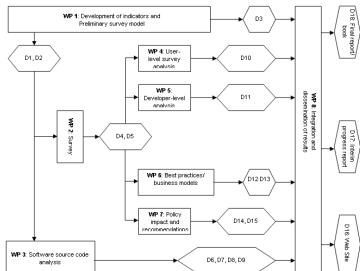 WP 1: Development of indicators and
Preliminary survey model
D3
D18: Final report/
book
D1, D2
WP 4: User-
level survey
analysis
D10
WP 5:
Developer-level
analysis
D11
WP 2: Survey
D4, D5
WP 8: Integration and
dissemination of results
D17: Interim
progress report
WP 6: Best practices/
business models
D12 D13
WP 7: Policy
impact and
recommendations
D14, D15
D16: Web Site
WP 3: Software source code
analysis
D6, D7, D8, D9